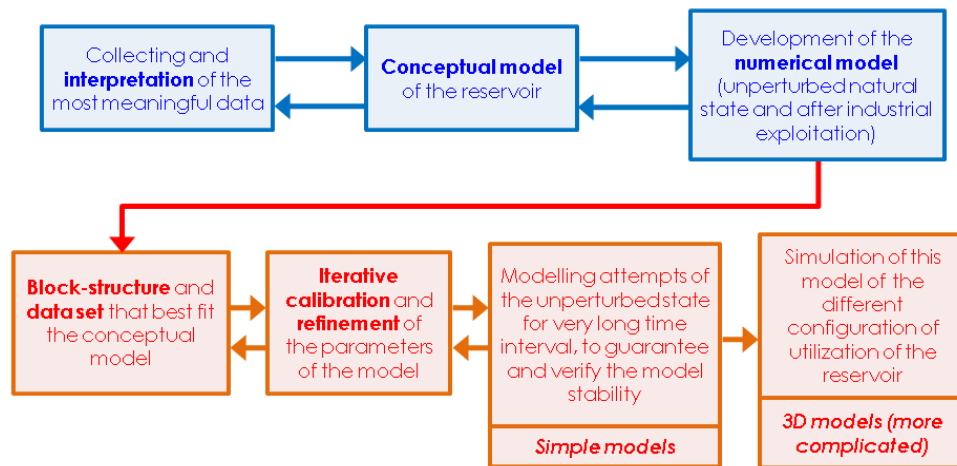 Collecting and
interpretation of the
most meaningful data
Conceptual model
of the reservoir
Development of the
numerical model
(unperturbed natural
state and after industrial
exploitation)
Block-structure and
data set that best fit
the conceptual
model
Iterative
calibration and
refinement of
the parameters
of the model
Modelling attempts of
the unperturbed state
for very long time
interval, to guarantee
and verify the model
stability
Simple models
Simulation of this
model of the
different
configuration of
utilization of the
reservoir
3D models (more
complicated)